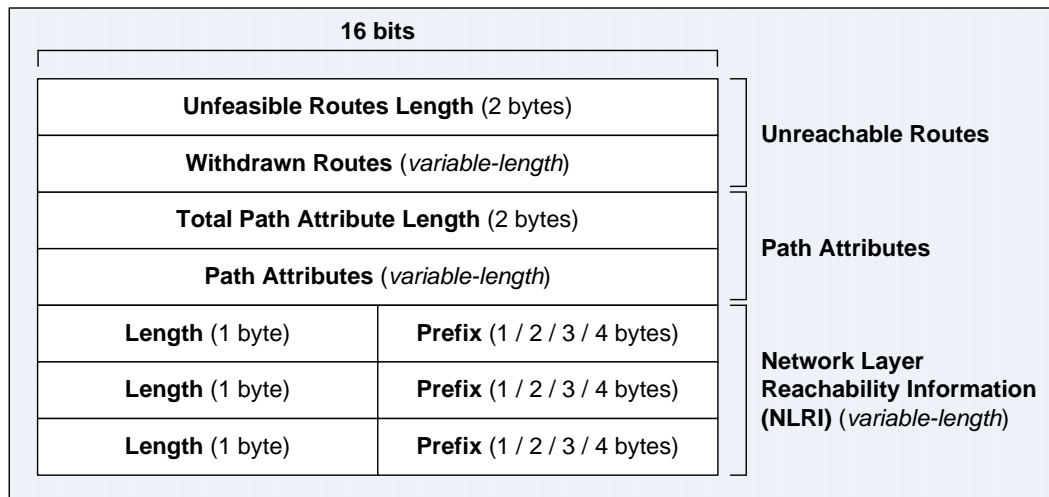 16 bits
Unfeasible Routes Length (2 bytes)
Withdrawn Routes (variable-length)
Unreachable Routes
Total Path Attribute Length (2 bytes)
Path Attributes (variable-length)
Path Attributes
Length (1 byte) Prefix (1 / 2 / 3 / 4 bytes)
Length (1 byte) Prefix (1 / 2 / 3 / 4 bytes)
Length (1 byte) Prefix (1 / 2 / 3 / 4 bytes)
Network Layer
Reachability Information
(NLRI) (variable-length)